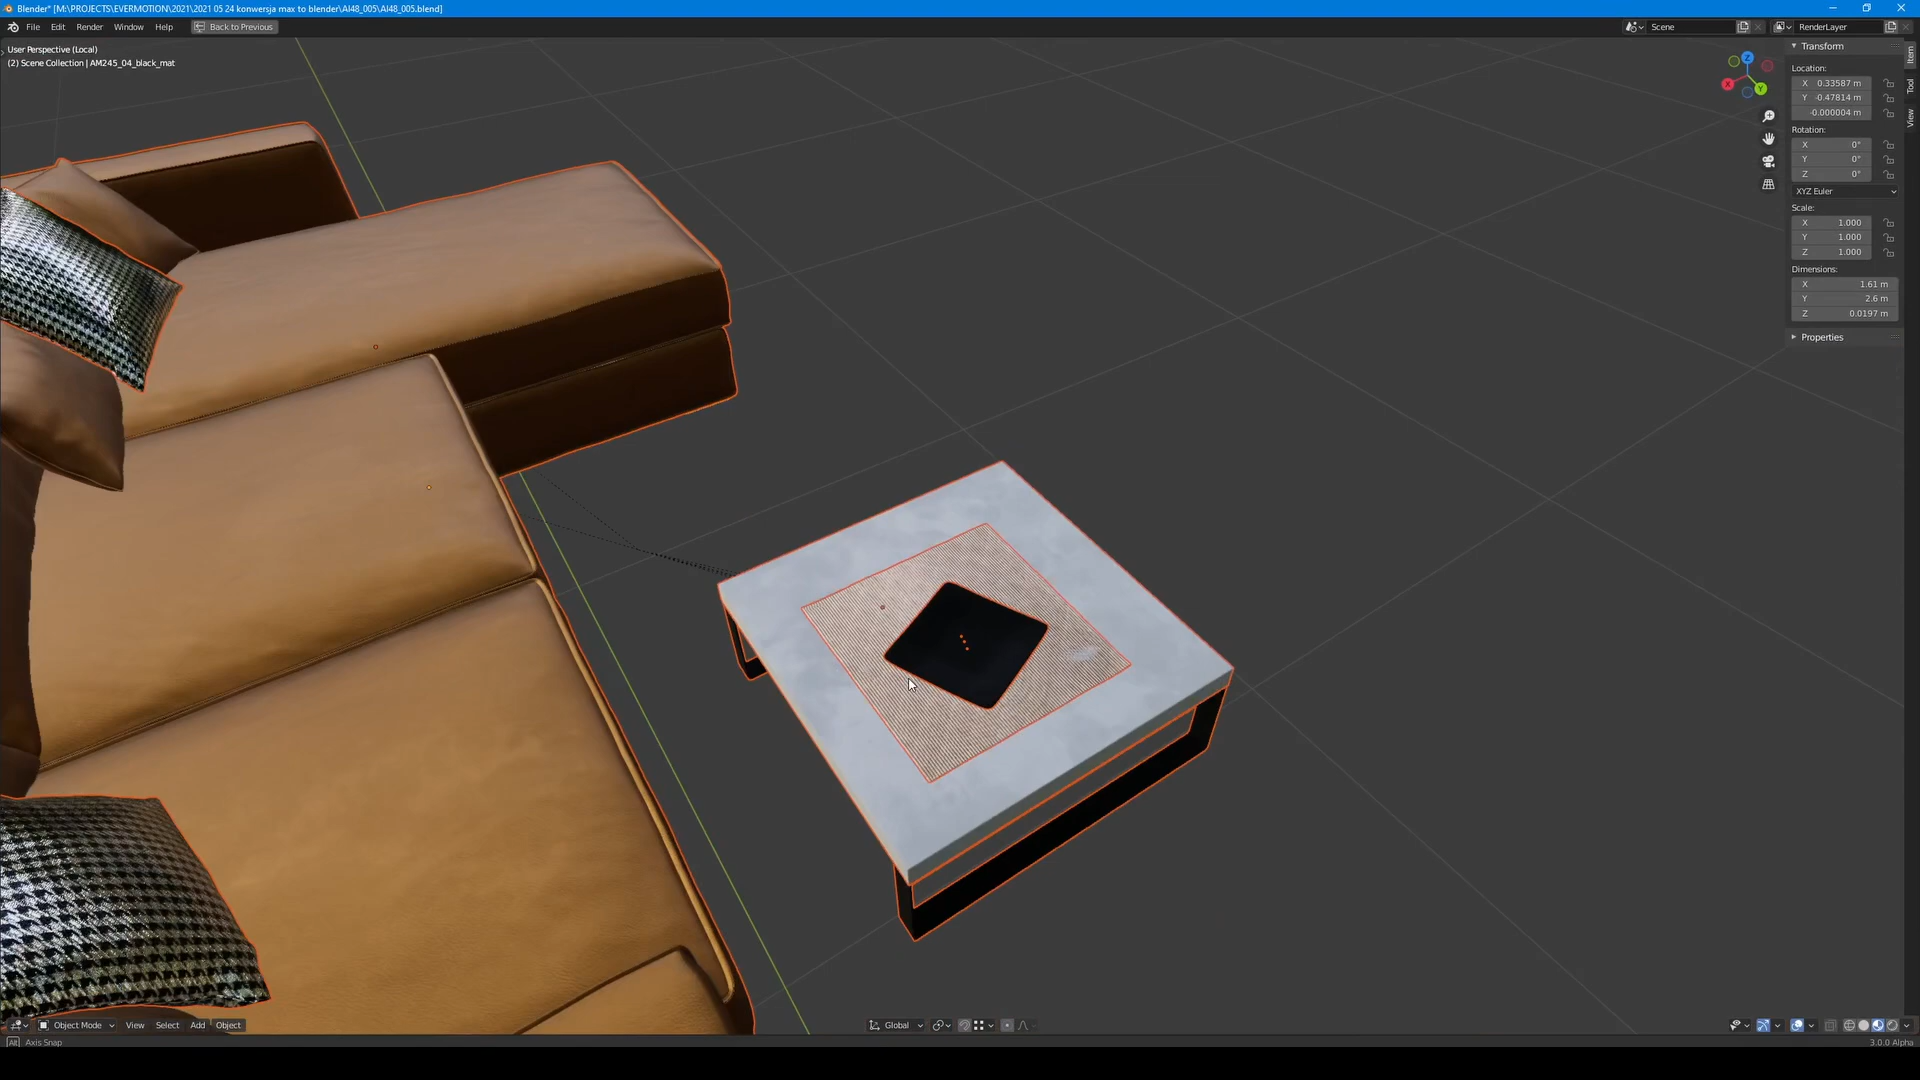 Blender* [M:\PROJECTS\EVERMOTION\2021\2021 05 24 konwersja max to blender\AI48_005\AI48_005.blend]
File Edit Render Window Help Back to Previous Scene RenderLayer
User Perspective (Local)
(2) Scene Collection | AM245_04_black_mat
Transform
Location:
X 0.33587 m
Y -0.47814 m
-0.000004 m
Rotation:
X 0°
Y 0°
Z 0°
XYZ Euler
Scale:
X 1.000
Y 1.000
Z 1.000
Dimensions:
X 1.61 m
Y 2.6 m
Z 0.0197 m
Properties
Item
Tool
View
Z
X
Y
Object Mode View Select Add Object Global
Alt Axis Snap 3.0.0 Alpha